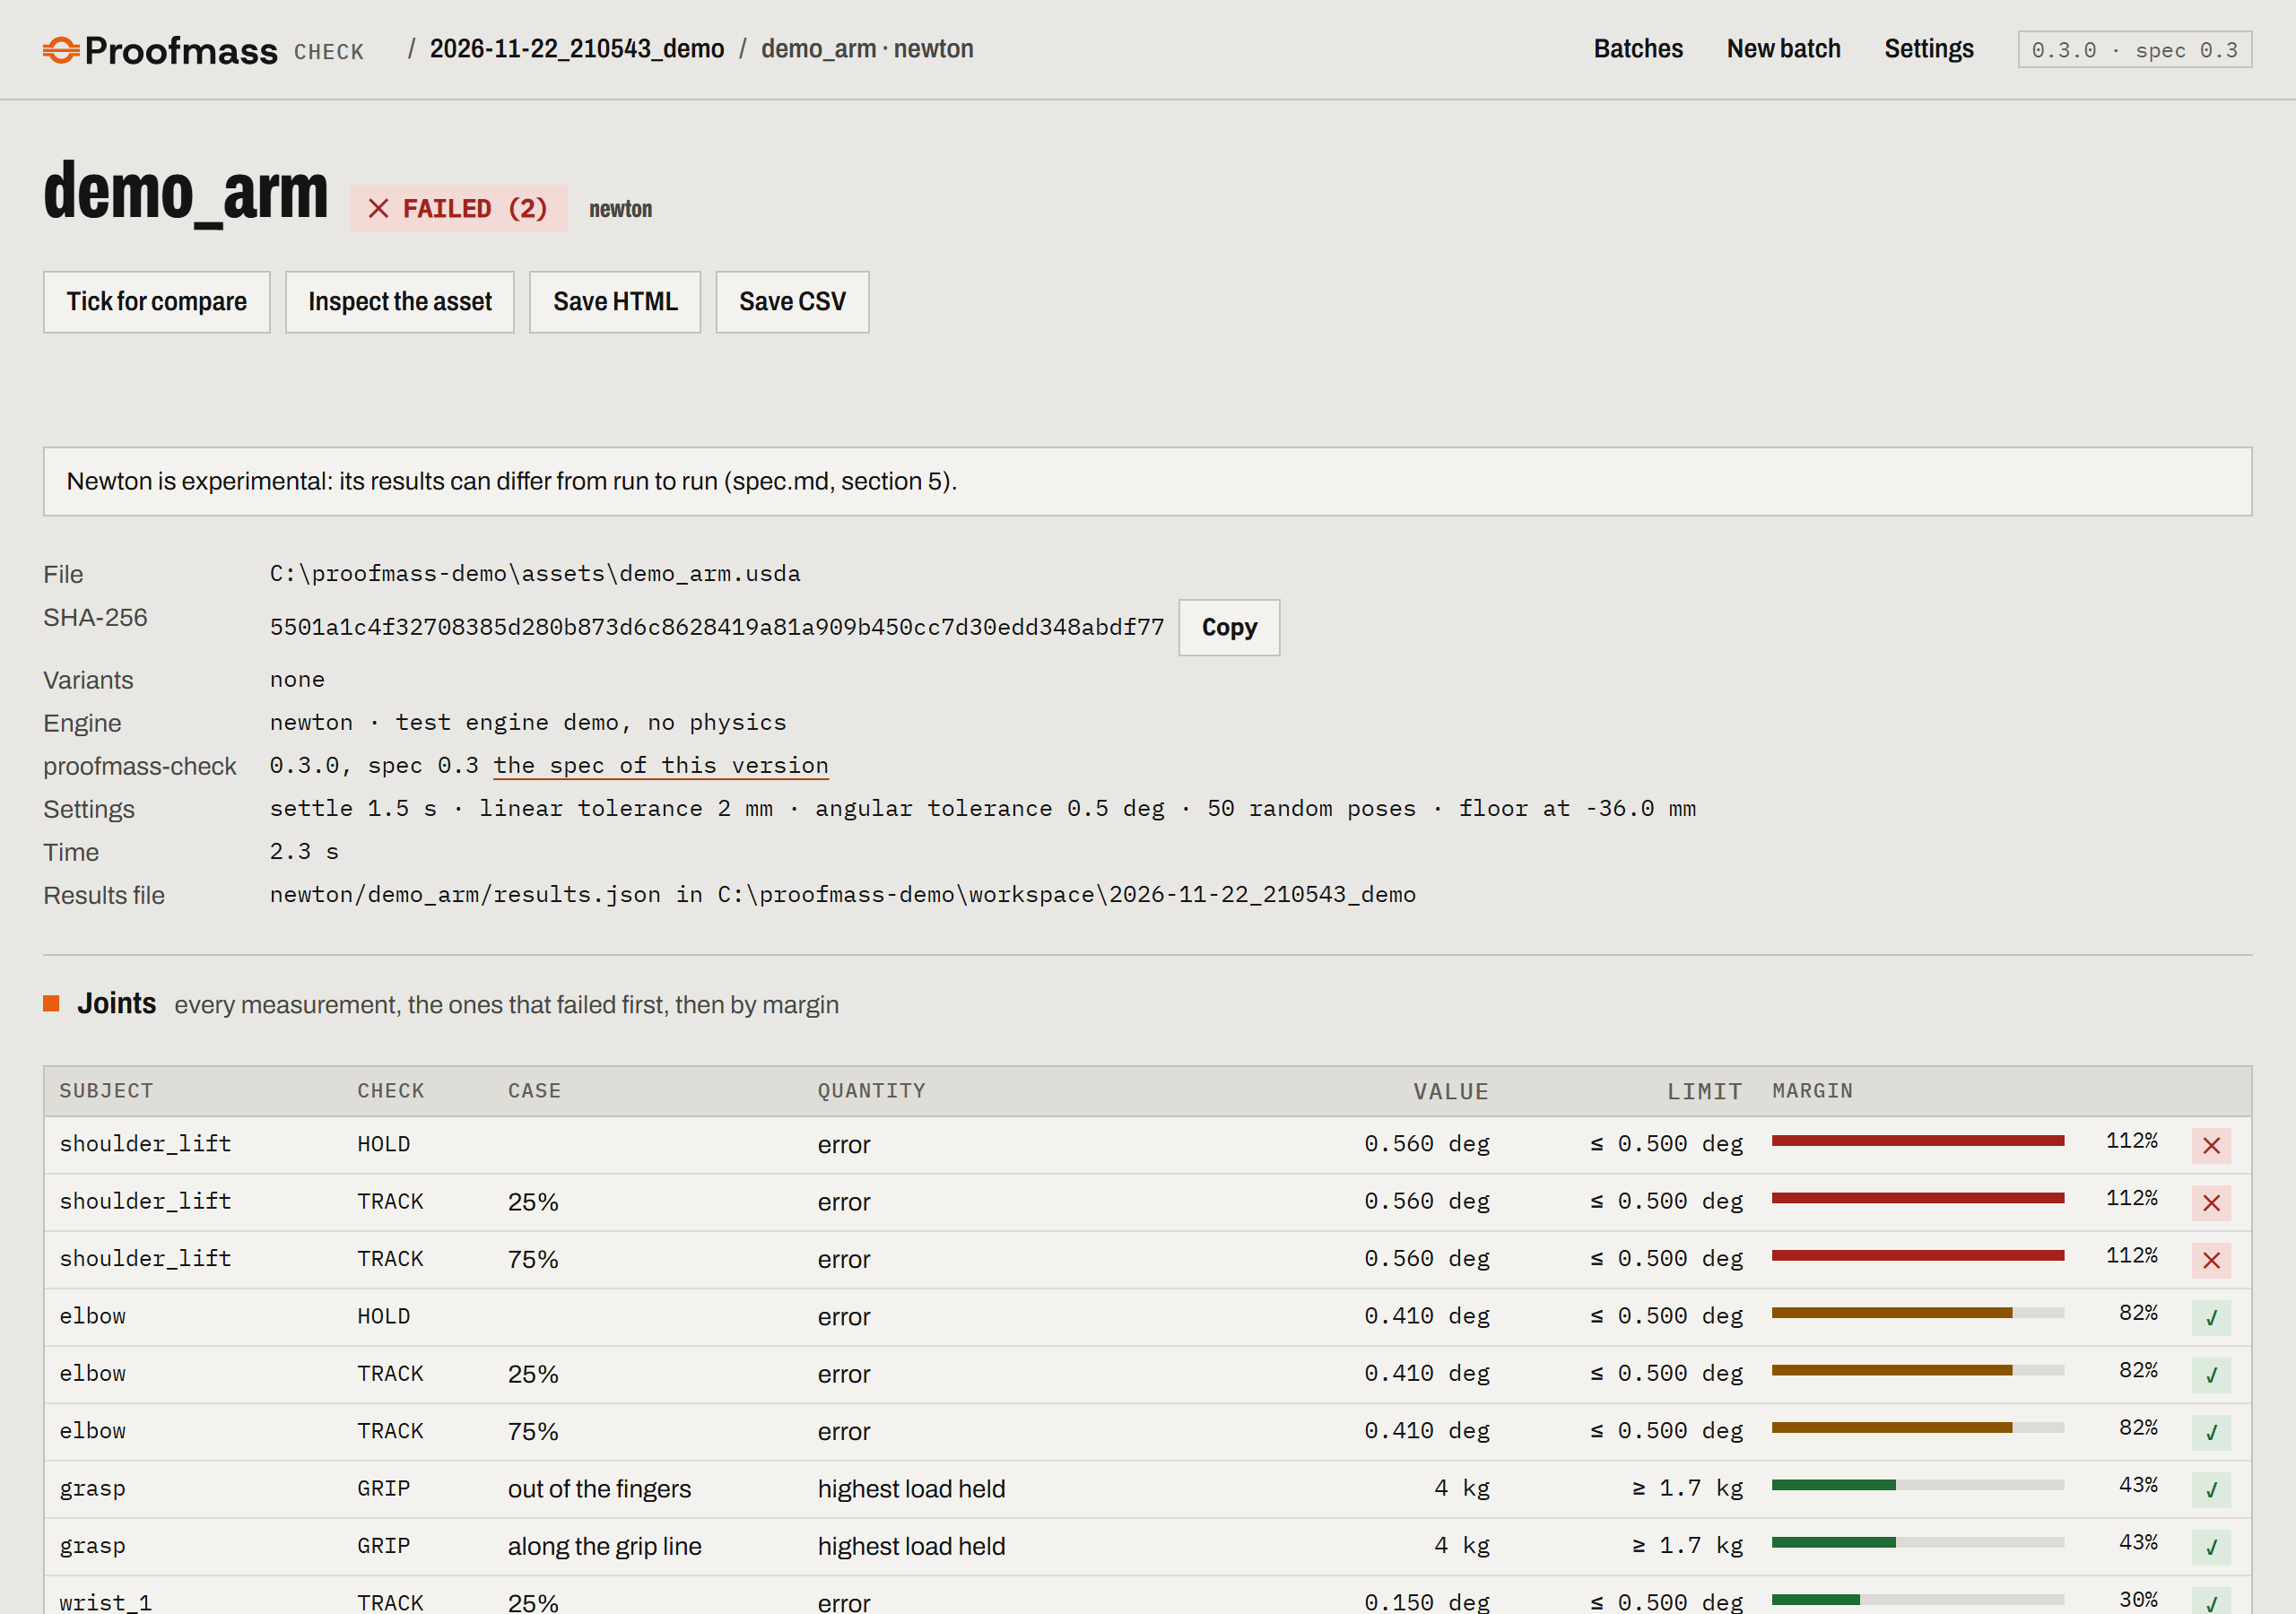 Proofmass CHECK / 2026-11-22_210543_demo / demo_arm · newton Batches New batch Settings 0.3.0 · spec 0.3
demo_arm × FAILED (2) newton
Tick for compare Inspect the asset Save HTML Save CSV
Newton is experimental: its results can differ from run to run (spec.md, section 5).
File C:\proofmass-demo\assets\demo_arm.usda
SHA-256 5501a1c4f32708385d280b873d6c8628419a81a909b450cc7d30edd348abdf77 Copy
Variants none
Engine newton · test engine demo, no physics
proofmass-check 0.3.0, spec 0.3 the spec of this version
Settings settle 1.5 s · linear tolerance 2 mm · angular tolerance 0.5 deg · 50 random poses · floor at -36.0 mm
Time 2.3 s
Results file newton/demo_arm/results.json in C:\proofmass-demo\workspace\2026-11-22_210543_demo
Joints every measurement, the ones that failed first, then by margin
SUBJECT CHECK CASE QUANTITY VALUE LIMIT MARGIN
shoulder_lift HOLD error 0.560 deg ≤ 0.500 deg 112% ×
shoulder_lift TRACK 25% error 0.560 deg ≤ 0.500 deg 112% ×
shoulder_lift TRACK 75% error 0.560 deg ≤ 0.500 deg 112% ×
elbow HOLD error 0.410 deg ≤ 0.500 deg 82% ✓
elbow TRACK 25% error 0.410 deg ≤ 0.500 deg 82% ✓
elbow TRACK 75% error 0.410 deg ≤ 0.500 deg 82% ✓
grasp GRIP out of the fingers highest load held 4 kg ≥ 1.7 kg 43% ✓
grasp GRIP along the grip line highest load held 4 kg ≥ 1.7 kg 43% ✓
wrist_1 TRACK 25% error 0.150 deg ≤ 0.500 deg 30% ✓